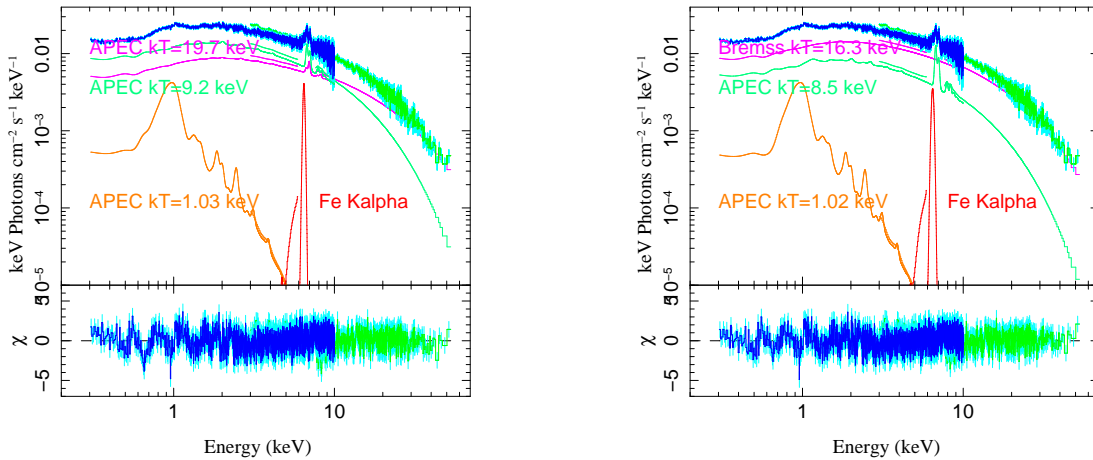 0.01
10−3
10−4
10−5
keV Photons cm−2 s−1 keV−1
APEC kT=19.7 keV
APEC kT=9.2 keV
APEC kT=1.03 keV
Fe Kalpha
5
0
−5
χ
1
10
Energy (keV)
0.01
10−3
10−4
10−5
keV Photons cm−2 s−1 keV−1
Bremss kT=16.3 keV
APEC kT=8.5 keV
APEC kT=1.02 keV
Fe Kalpha
5
0
−5
χ
1
10
Energy (keV)